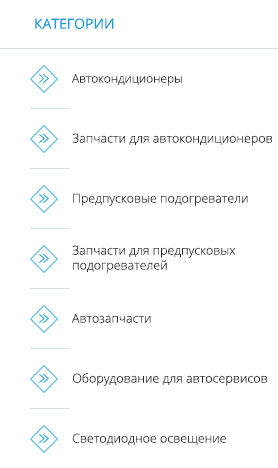 КАТЕГОРИИ
Автокондиционеры
Запчасти для автокондиционеров
Предпусковые подогреватели
Запчасти для предпусковых
подогревателей
Автозапчасти
Оборудование для автосервисов
Светодиодное освещение